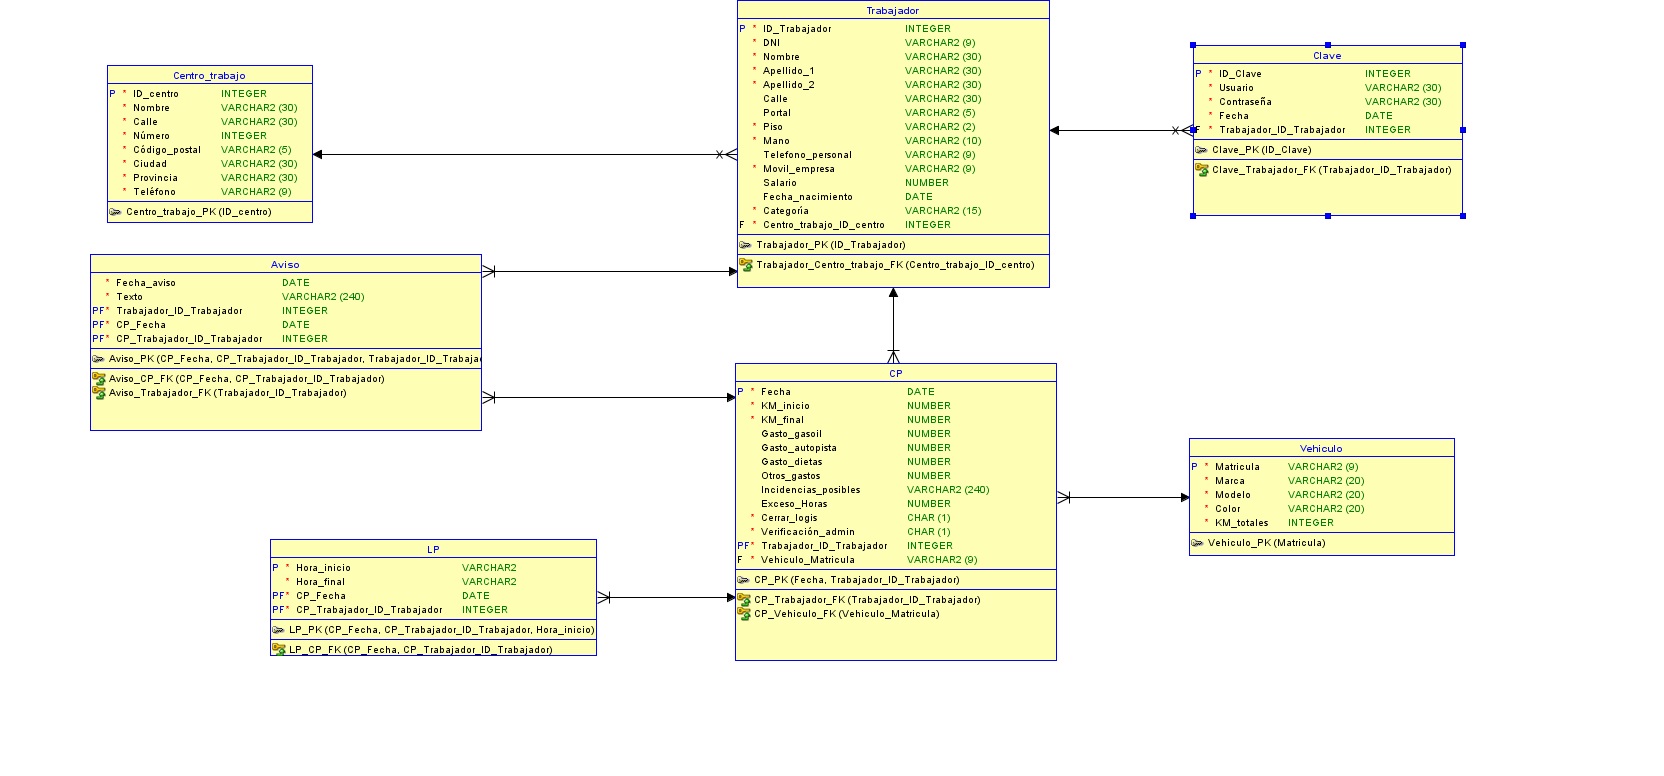 Trabajador
P * ID_Trabajador INTEGER
* DNI VARCHAR2 (9)
* Nombre VARCHAR2 (30)
* Apellido_1 VARCHAR2 (30)
* Apellido_2 VARCHAR2 (30)
Calle VARCHAR2 (30)
Portal VARCHAR2 (5)
* Piso VARCHAR2 (2)
* Mano VARCHAR2 (10)
Telefono_personal VARCHAR2 (9)
* Movil_empresa VARCHAR2 (9)
Salario NUMBER
Fecha_nacimiento DATE
* Categoría VARCHAR2 (15)
F * Centro_trabajo_ID_centro INTEGER
Trabajador_PK (ID_Trabajador)
Trabajador_Centro_trabajo_FK (Centro_trabajo_ID_centro)
Clave
P * ID_Clave INTEGER
* Usuario VARCHAR2 (30)
* Contraseña VARCHAR2 (30)
* Fecha DATE
F * Trabajador_ID_Trabajador INTEGER
Clave_PK (ID_Clave)
Clave_Trabajador_FK (Trabajador_ID_Trabajador)
Centro_trabajo
P * ID_centro INTEGER
* Nombre VARCHAR2 (30)
* Calle VARCHAR2 (30)
* Número INTEGER
* Código_postal VARCHAR2 (5)
* Ciudad VARCHAR2 (30)
* Provincia VARCHAR2 (30)
* Teléfono VARCHAR2 (9)
Centro_trabajo_PK (ID_centro)
Aviso
* Fecha_aviso DATE
* Texto VARCHAR2 (240)
PF* Trabajador_ID_Trabajador INTEGER
PF* CP_Fecha DATE
PF* CP_Trabajador_ID_Trabajador INTEGER
Aviso_PK (CP_Fecha, CP_Trabajador_ID_Trabajador, Trabajador_ID_Trabaja
Aviso_CP_FK (CP_Fecha, CP_Trabajador_ID_Trabajador)
Aviso_Trabajador_FK (Trabajador_ID_Trabajador)
CP
P * Fecha DATE
* KM_inicio NUMBER
* KM_final NUMBER
Gasto_gasoil NUMBER
Gasto_autopista NUMBER
Gasto_dietas NUMBER
Otros_gastos NUMBER
Incidencias_posibles VARCHAR2 (240)
Exceso_Horas NUMBER
* Cerrar_logis CHAR (1)
* Verificación_admin CHAR (1)
PF* Trabajador_ID_Trabajador INTEGER
F * Vehiculo_Matricula VARCHAR2 (9)
CP_PK (Fecha, Trabajador_ID_Trabajador)
CP_Trabajador_FK (Trabajador_ID_Trabajador)
CP_Vehiculo_FK (Vehiculo_Matricula)
Vehiculo
P * Matricula VARCHAR2 (9)
* Marca VARCHAR2 (20)
* Modelo VARCHAR2 (20)
* Color VARCHAR2 (20)
* KM_totales INTEGER
Vehiculo_PK (Matricula)
LP
P * Hora_inicio VARCHAR2
* Hora_final VARCHAR2
PF* CP_Fecha DATE
PF* CP_Trabajador_ID_Trabajador INTEGER
LP_PK (CP_Fecha, CP_Trabajador_ID_Trabajador, Hora_inicio)
LP_CP_FK (CP_Fecha, CP_Trabajador_ID_Trabajador)